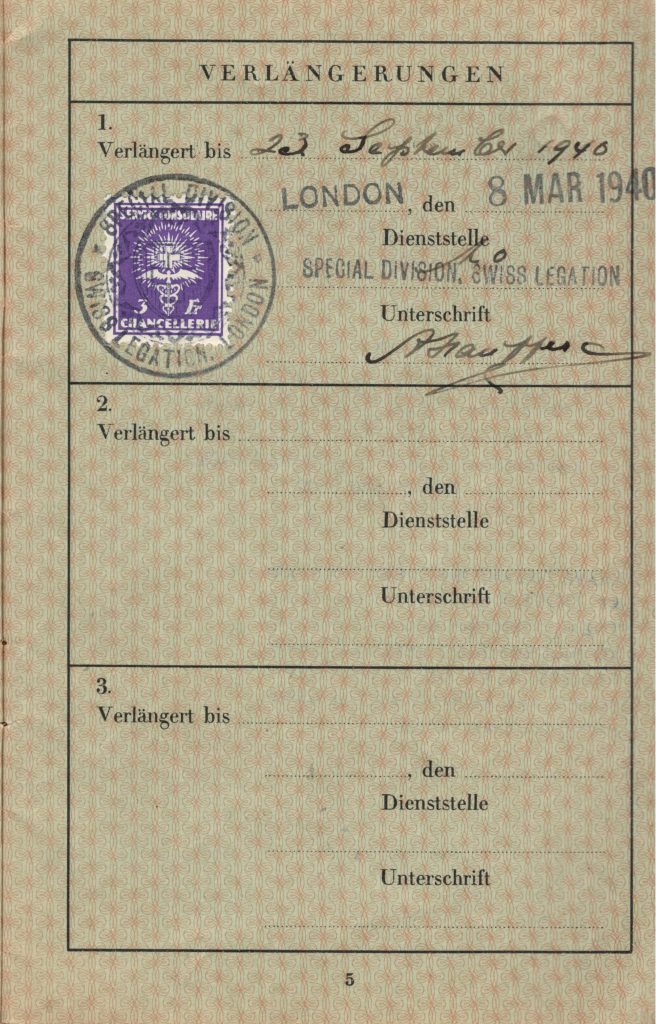 VERLÄNGERUNGEN
1.
Verlängert bis 23 September 1940
LONDON, den 8 MAR 1940
Dienststelle
SPECIAL DIVISION, SWISS LEGATION
Unterschrift
SPECIAL DIVISION
SWISS LEGATION, LONDON
SERVICE CONSULAIRE
3 Fr
CHANCELLERIE
2.
Verlängert bis
, den
Dienststelle
Unterschrift
3.
Verlängert bis
, den
Dienststelle
Unterschrift
5